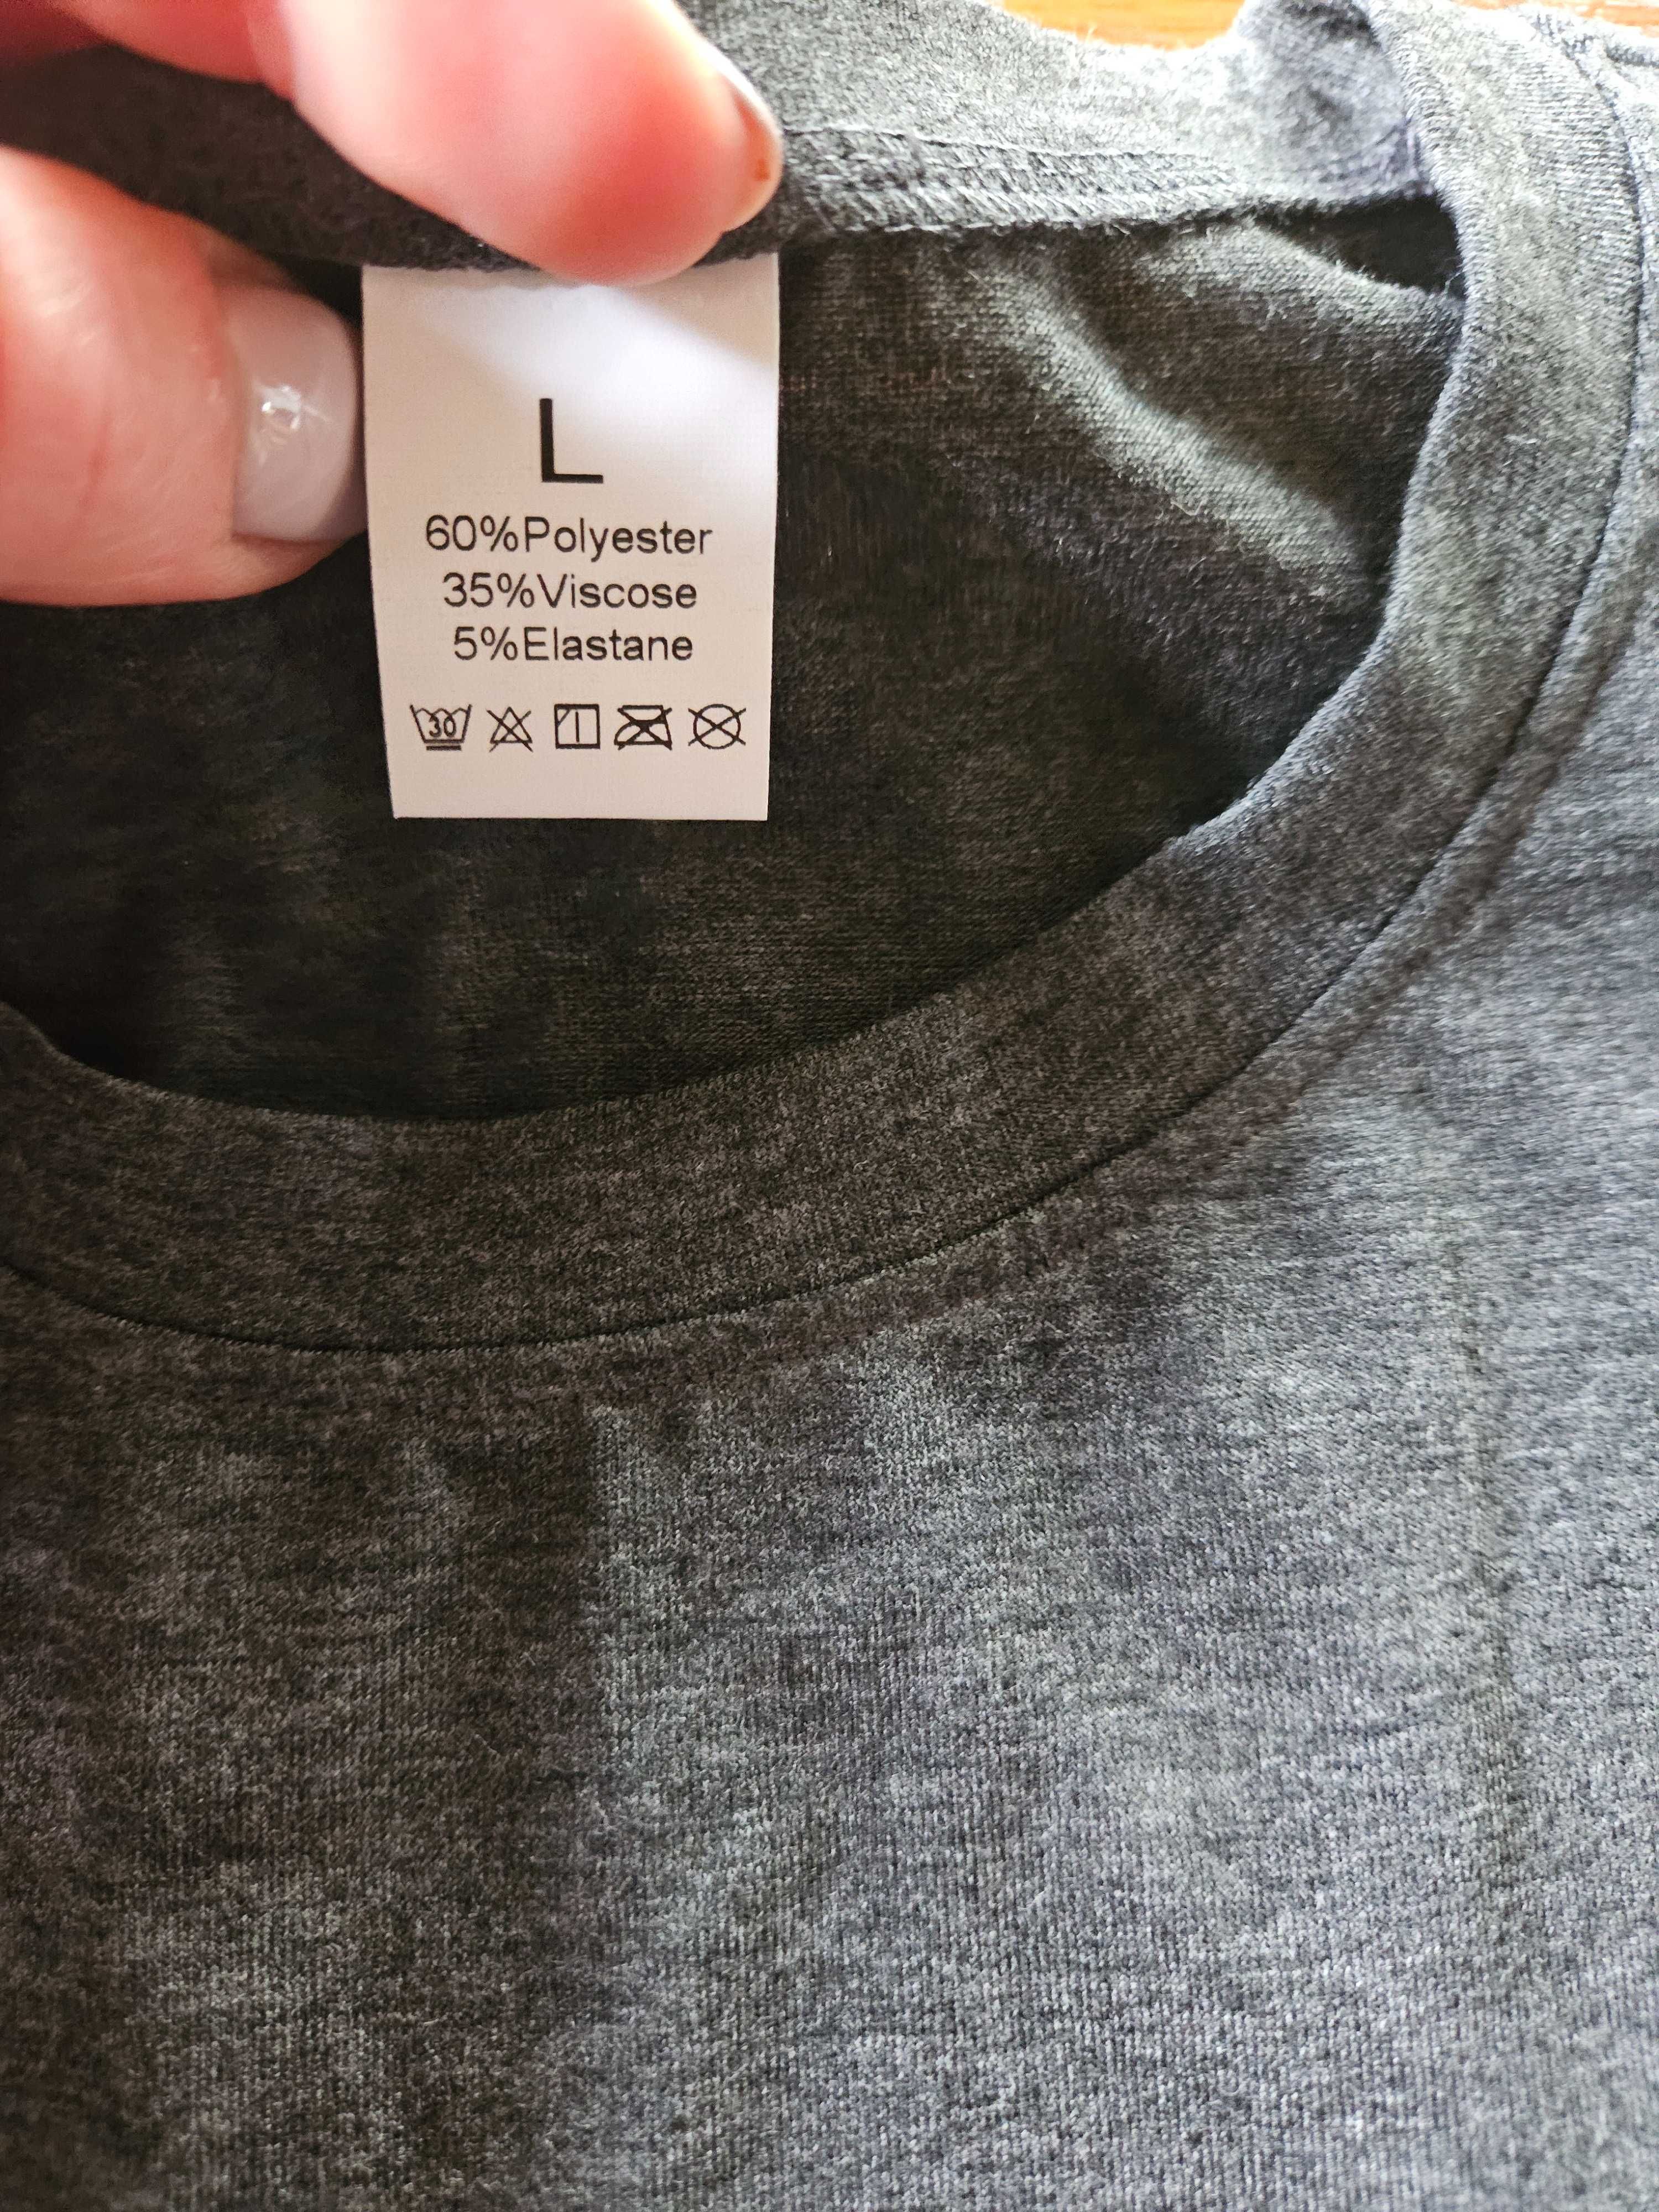 L
60%Polyester
35%Viscose
5%Elastane
30